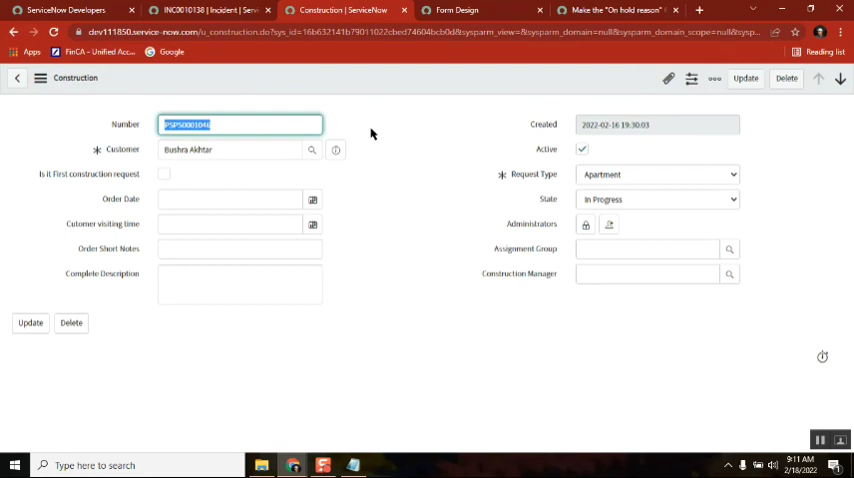 ServiceNow Developers
INC0010138 | Incident | Servi
Construction | ServiceNow
Form Design
Make the "On hold reason"
dev111850.service-now.com/u_construction.do?sys_id=16b632141b79011022cbed74604bcb0d&sysparm_view=&sysparm_domain=null&sysparm_domain_scope=null&sysp...
Apps
FinCA - Unified Acc...
Google
Reading list
Construction
Update
Delete
Number
PSPS0001046
Created
2022-02-16 19:30:03
Customer
Bushra Akhtar
Active
Is it First construction request
Request Type
Apartment
Order Date
State
In Progress
Cutomer visiting time
Administrators
Order Short Notes
Assignment Group
Complete Description
Construction Manager
Update
Delete
Type here to search
9:11 AM
2/18/2022
1